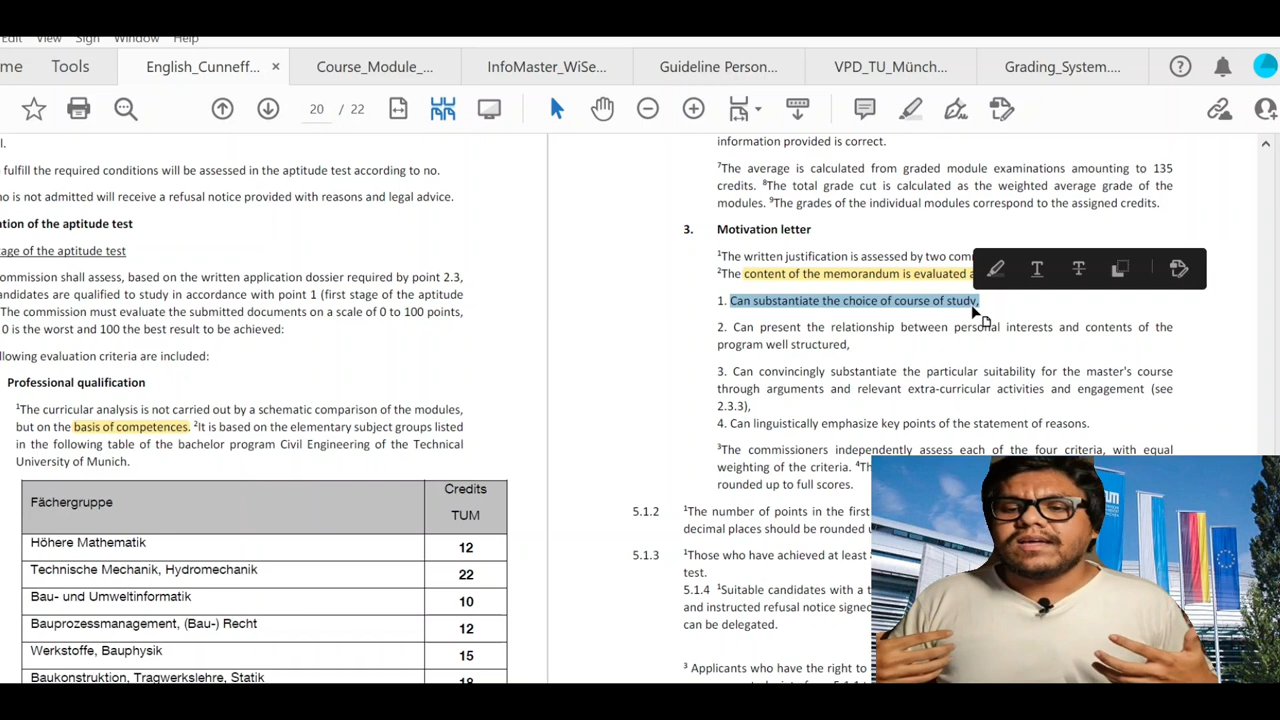 Edit View Sign Window Help
me Tools English_Cunneff... × Course_Module_... InfoMaster_WiSe... Guideline Person... VPD_TU_Münch... Grading_System....
20 / 22
l.
fulfill the required conditions will be assessed in the aptitude test according to no.
ho is not admitted will receive a refusal notice provided with reasons and legal advice.
tion of the aptitude test
tage of the aptitude test
ommission shall assess, based on the written application dossier required by point 2.3,
andidates are qualified to study in accordance with point 1 (first stage of the aptitude
The commission must evaluate the submitted documents on a scale of 0 to 100 points,
0 is the worst and 100 the best result to be achieved:
ollowing evaluation criteria are included:
Professional qualification
¹The curricular analysis is not carried out by a schematic comparison of the modules,
but on the basis of competences. ²It is based on the elementary subject groups listed
in the following table of the bachelor program Civil Engineering of the Technical
University of Munich.
Fächergruppe Credits TUM
Höhere Mathematik 12
Technische Mechanik, Hydromechanik 22
Bau- und Umweltinformatik 10
Bauprozessmanagement, (Bau-) Recht 12
Werkstoffe, Bauphysik 15
Baukonstruktion, Tragwerkslehre, Statik 18
information provided is correct.
⁷The average is calculated from graded module examinations amounting to 135
credits. ⁸The total grade cut is calculated as the weighted average grade of the
modules. ⁹The grades of the individual modules correspond to the assigned credits.
3. Motivation letter
¹The written justification is assessed by two com
²The content of the memorandum is evaluated a
1. Can substantiate the choice of course of study,
2. Can present the relationship between personal interests and contents of the
program well structured,
3. Can convincingly substantiate the particular suitability for the master's course
through arguments and relevant extra-curricular activities and engagement (see
2.3.3),
4. Can linguistically emphasize key points of the statement of reasons.
³The commissioners independently assess each of the four criteria, with equal
weighting of the criteria. ⁴Th
rounded up to full scores.
5.1.2 ¹The number of points in the first
decimal places should be rounded u
5.1.3 ¹Those who have achieved at least
test.
5.1.4 ¹Suitable candidates with a t
and instructed refusal notice signed
can be delegated.
³ Applicants who have the right to